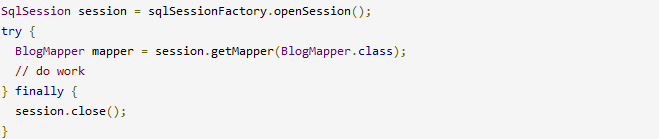 SqlSession session = sqlSessionFactory.openSession();
try {
  BlogMapper mapper = session.getMapper(BlogMapper.class);
  // do work
} finally {
  session.close();
}